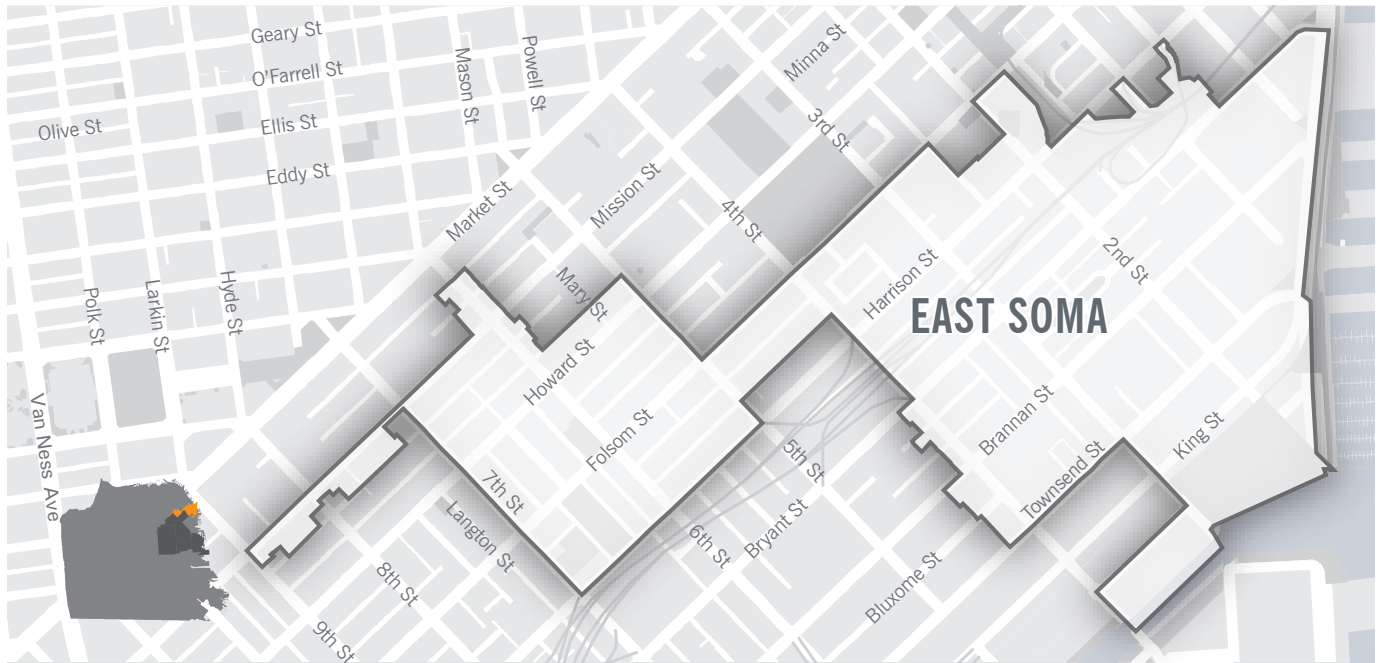 Geary St
O'Farrell St
Mason St
Powell St
Minna St
Olive St
Ellis St
3rd St
Eddy St
Market St
Mission St
4th St
Polk St
Larkin St
Hyde St
Mary St
Harrison St
2nd St
EAST SOMA
Howard St
Van Ness Ave
Folsom St
Brannan St
King St
5th St
Townsend St
7th St
Langton St
6th St
Bryant St
8th St
Bluxome St
9th St